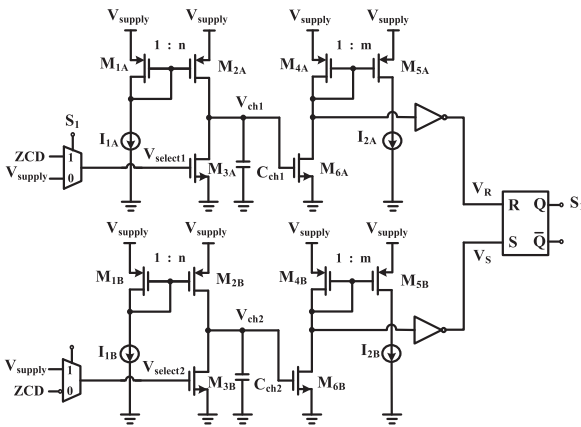 Vsupply Vsupply Vsupply Vsupply
1 : n 1 : m
M1A M2A M4A M5A
S1 Vch1
I1A I2A
ZCD 1 Vselect1
Vsupply 0 M3A Cch1 M6A
VR R Q S
Vsupply Vsupply Vsupply Vsupply
VS S Q̅
1 : n 1 : m
M1B M2B M4B M5B
Vch2
I1B I2B
Vsupply 1 Vselect2
ZCD 0 M3B Cch2 M6B